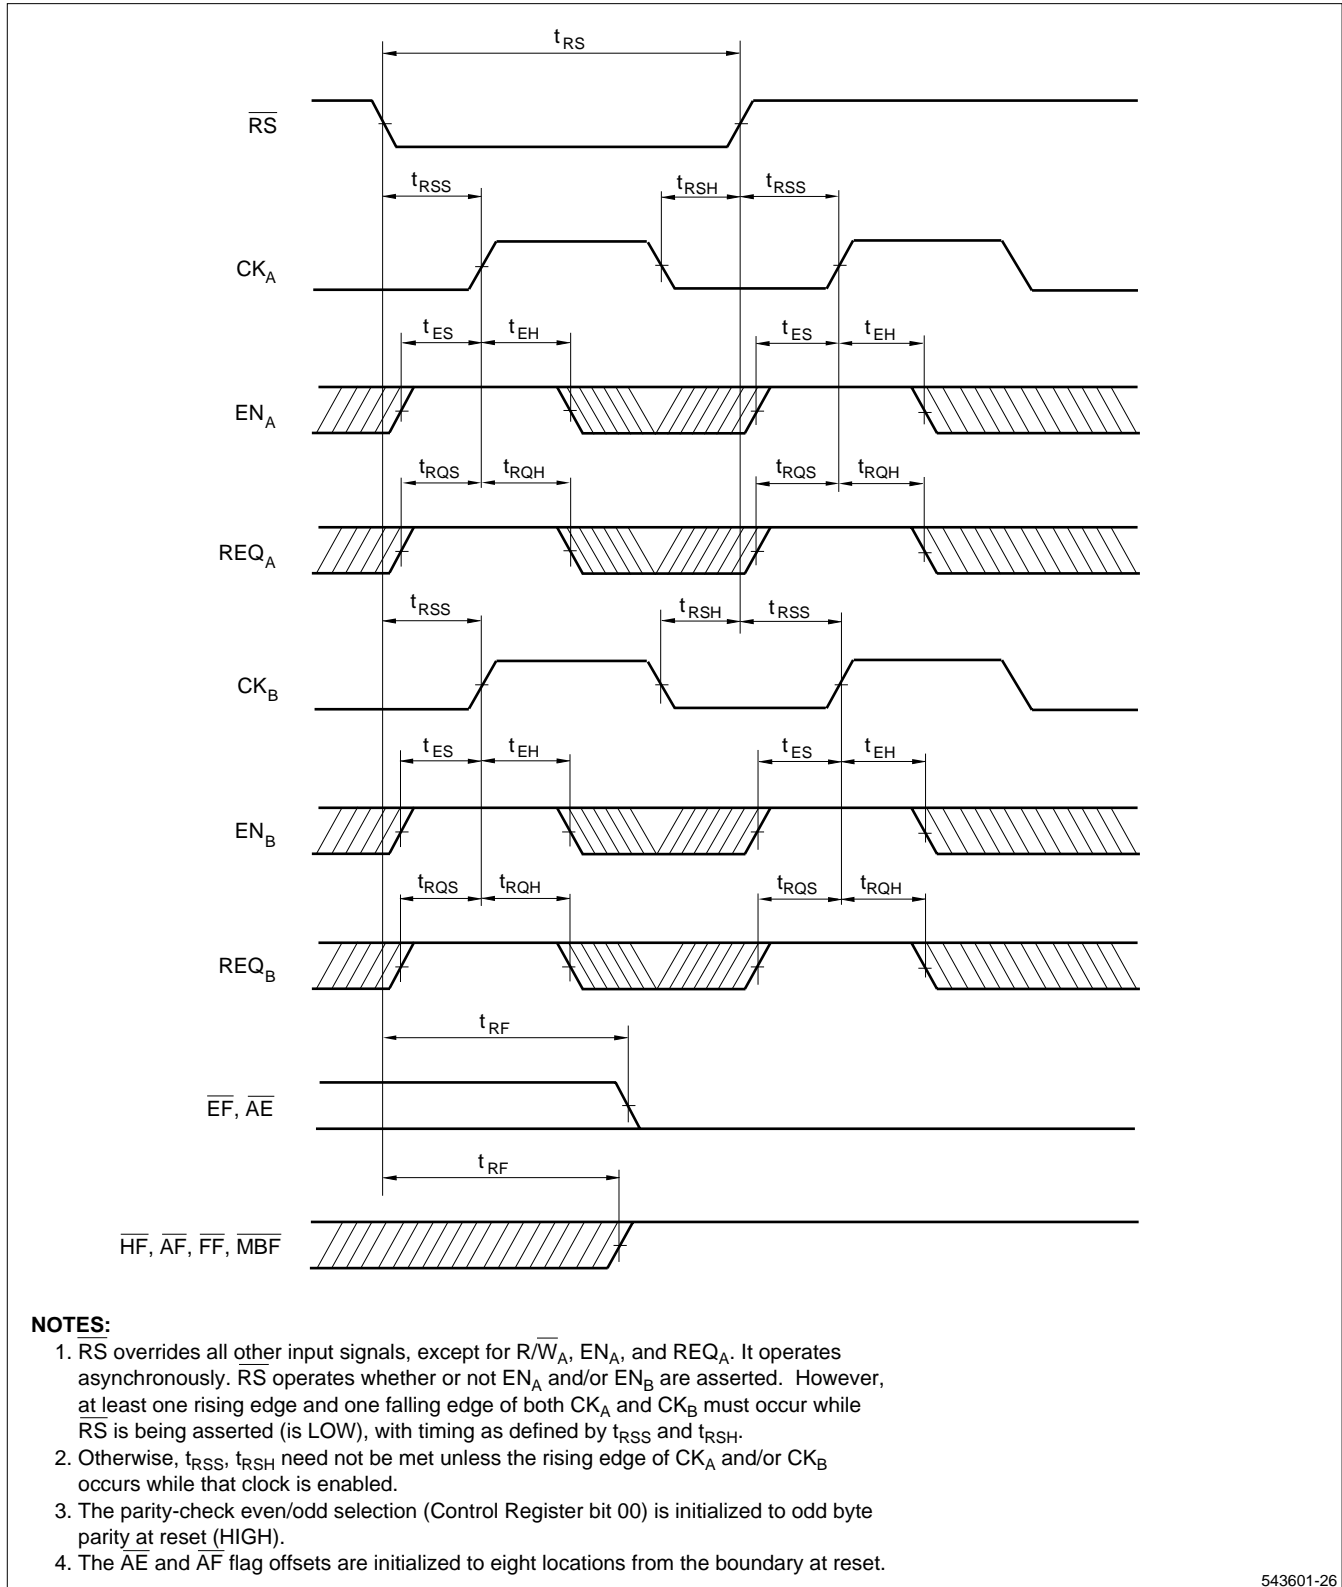 tRS
RS
tRSS
tRSH
tRSS
CKA
tES
tEH
tES
tEH
ENA
tRQS
tRQH
tRQS
tRQH
REQA
tRSS
tRSH
tRSS
CKB
tES
tEH
tES
tEH
ENB
tRQS
tRQH
tRQS
tRQH
REQB
tRF
EF, AE
tRF
HF, AF, FF, MBF
NOTES:
1. RS overrides all other input signals, except for R/WA, ENA, and REQA. It operates
asynchronously. RS operates whether or not ENA and/or ENB are asserted. However,
at least one rising edge and one falling edge of both CKA and CKB must occur while
RS is being asserted (is LOW), with timing as defined by tRSS and tRSH.
2. Otherwise, tRSS, tRSH need not be met unless the rising edge of CKA and/or CKB
occurs while that clock is enabled.
3. The parity-check even/odd selection (Control Register bit 00) is initialized to odd byte
parity at reset (HIGH).
4. The AE and AF flag offsets are initialized to eight locations from the boundary at reset.
543601-26